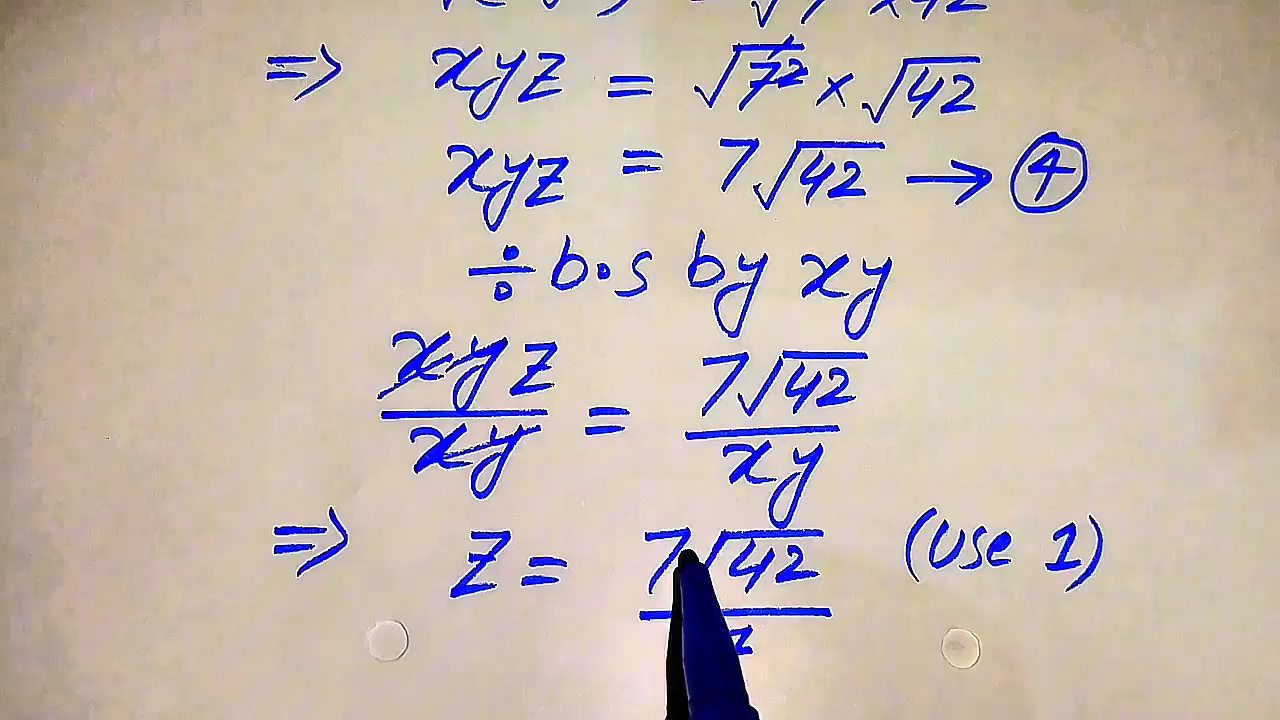 ⇒ xyz = √7² × √42
xyz = 7√42 → ④
÷ b.s by xy
xyz/xy = 7√42/xy
⇒ z = 7√42/ (Use 1)